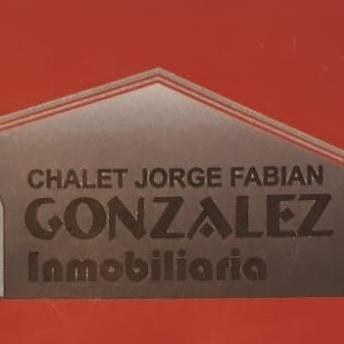 CHALET JORGE FABIAN
GONZALEZ
Inmobiliaria